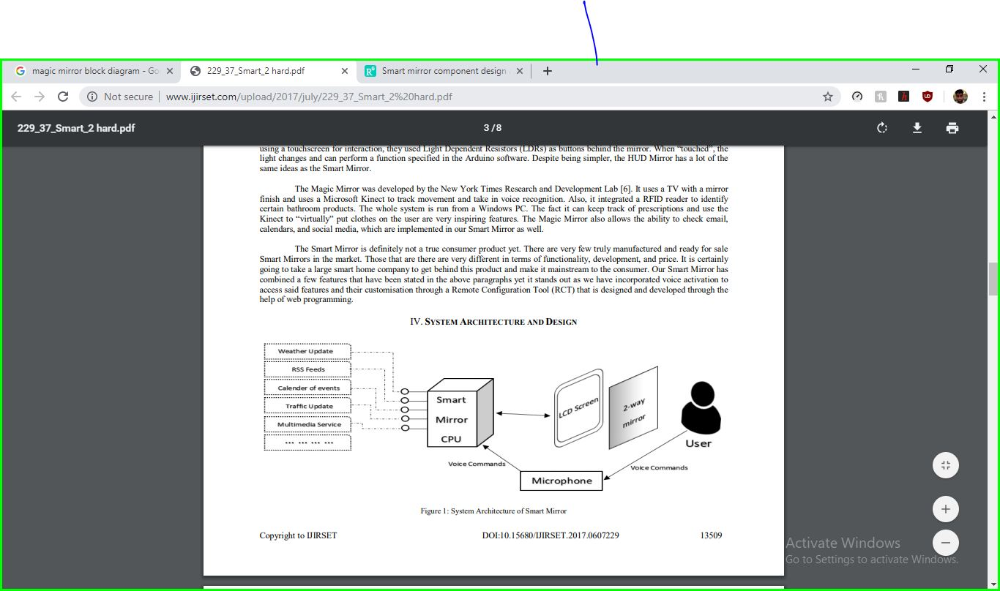 magic mirror block diagram - Go
229_37_Smart_2 hard.pdf
Smart mirror component design
Not secure | www.ijirset.com/upload/2017/july/229_37_Smart_2%20hard.pdf
229_37_Smart_2 hard.pdf
3 / 8
using a touchscreen for interaction, they used Light Dependent Resistors (LDRs) as buttons behind the mirror. When “touched”, the
light changes and can perform a function specified in the Arduino software. Despite being simpler, the HUD Mirror has a lot of the
same ideas as the Smart Mirror.
The Magic Mirror was developed by the New York Times Research and Development Lab [6]. It uses a TV with a mirror
finish and uses a Microsoft Kinect to track movement and take in voice recognition. Also, it integrated a RFID reader to identify
certain bathroom products. The whole system is run from a Windows PC. The fact it can keep track of prescriptions and use the
Kinect to “virtually” put clothes on the user are very inspiring features. The Magic Mirror also allows the ability to check email,
calendars, and social media, which are implemented in our Smart Mirror as well.
The Smart Mirror is definitely not a true consumer product yet. There are very few truly manufactured and ready for sale
Smart Mirrors in the market. Those that are there are very different in terms of functionality, development, and price. It is certainly
going to take a large smart home company to get behind this product and make it mainstream to the consumer. Our Smart Mirror has
combined a few features that have been stated in the above paragraphs yet it stands out as we have incorporated voice activation to
access said features and their customisation through a Remote Configuration Tool (RCT) that is designed and developed through the
help of web programming.
IV. SYSTEM ARCHITECTURE AND DESIGN
Weather Update
RSS Feeds
Calender of events
Traffic Update
Multimedia Service
... ... ... ...
Smart
Mirror
CPU
LCD Screen
2-way
mirror
User
Voice Commands
Voice Commands
Microphone
Figure 1: System Architecture of Smart Mirror
Copyright to IJIRSET
DOI:10.15680/IJIRSET.2017.0607229
13509
Activate Windows
Go to Settings to activate Windows.